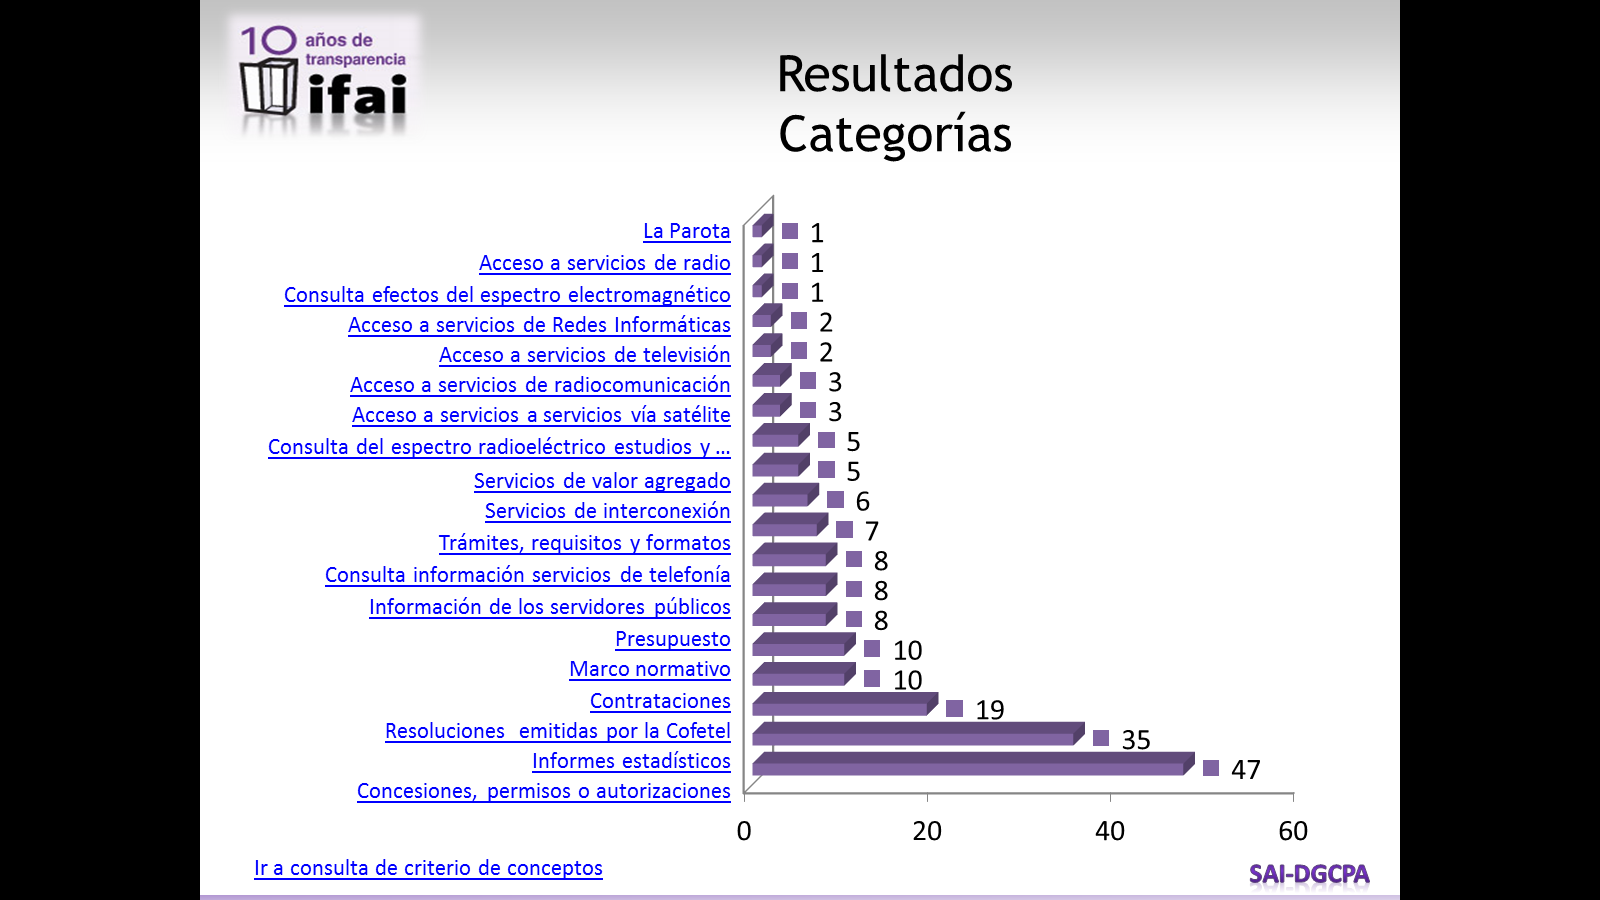 10 años de
transparencia
ifai
Resultados
Categorías
La Parota 1
Acceso a servicios de radio 1
Consulta efectos del espectro electromagnético 1
Acceso a servicios de Redes Informáticas 2
Acceso a servicios de televisión 2
Acceso a servicios de radiocomunicación 3
Acceso a servicios a servicios vía satélite 3
Consulta del espectro radioeléctrico estudios y ... 5
Servicios de valor agregado 5
Servicios de interconexión 6
Trámites, requisitos y formatos 7
Consulta información servicios de telefonía 8
Información de los servidores públicos 8
Presupuesto 8
Marco normativo 10
Contrataciones 10
Resoluciones emitidas por la Cofetel 19
Informes estadísticos 35
Concesiones, permisos o autorizaciones 47
0 20 40 60
Ir a consulta de criterio de conceptos
SAI-DGCPA